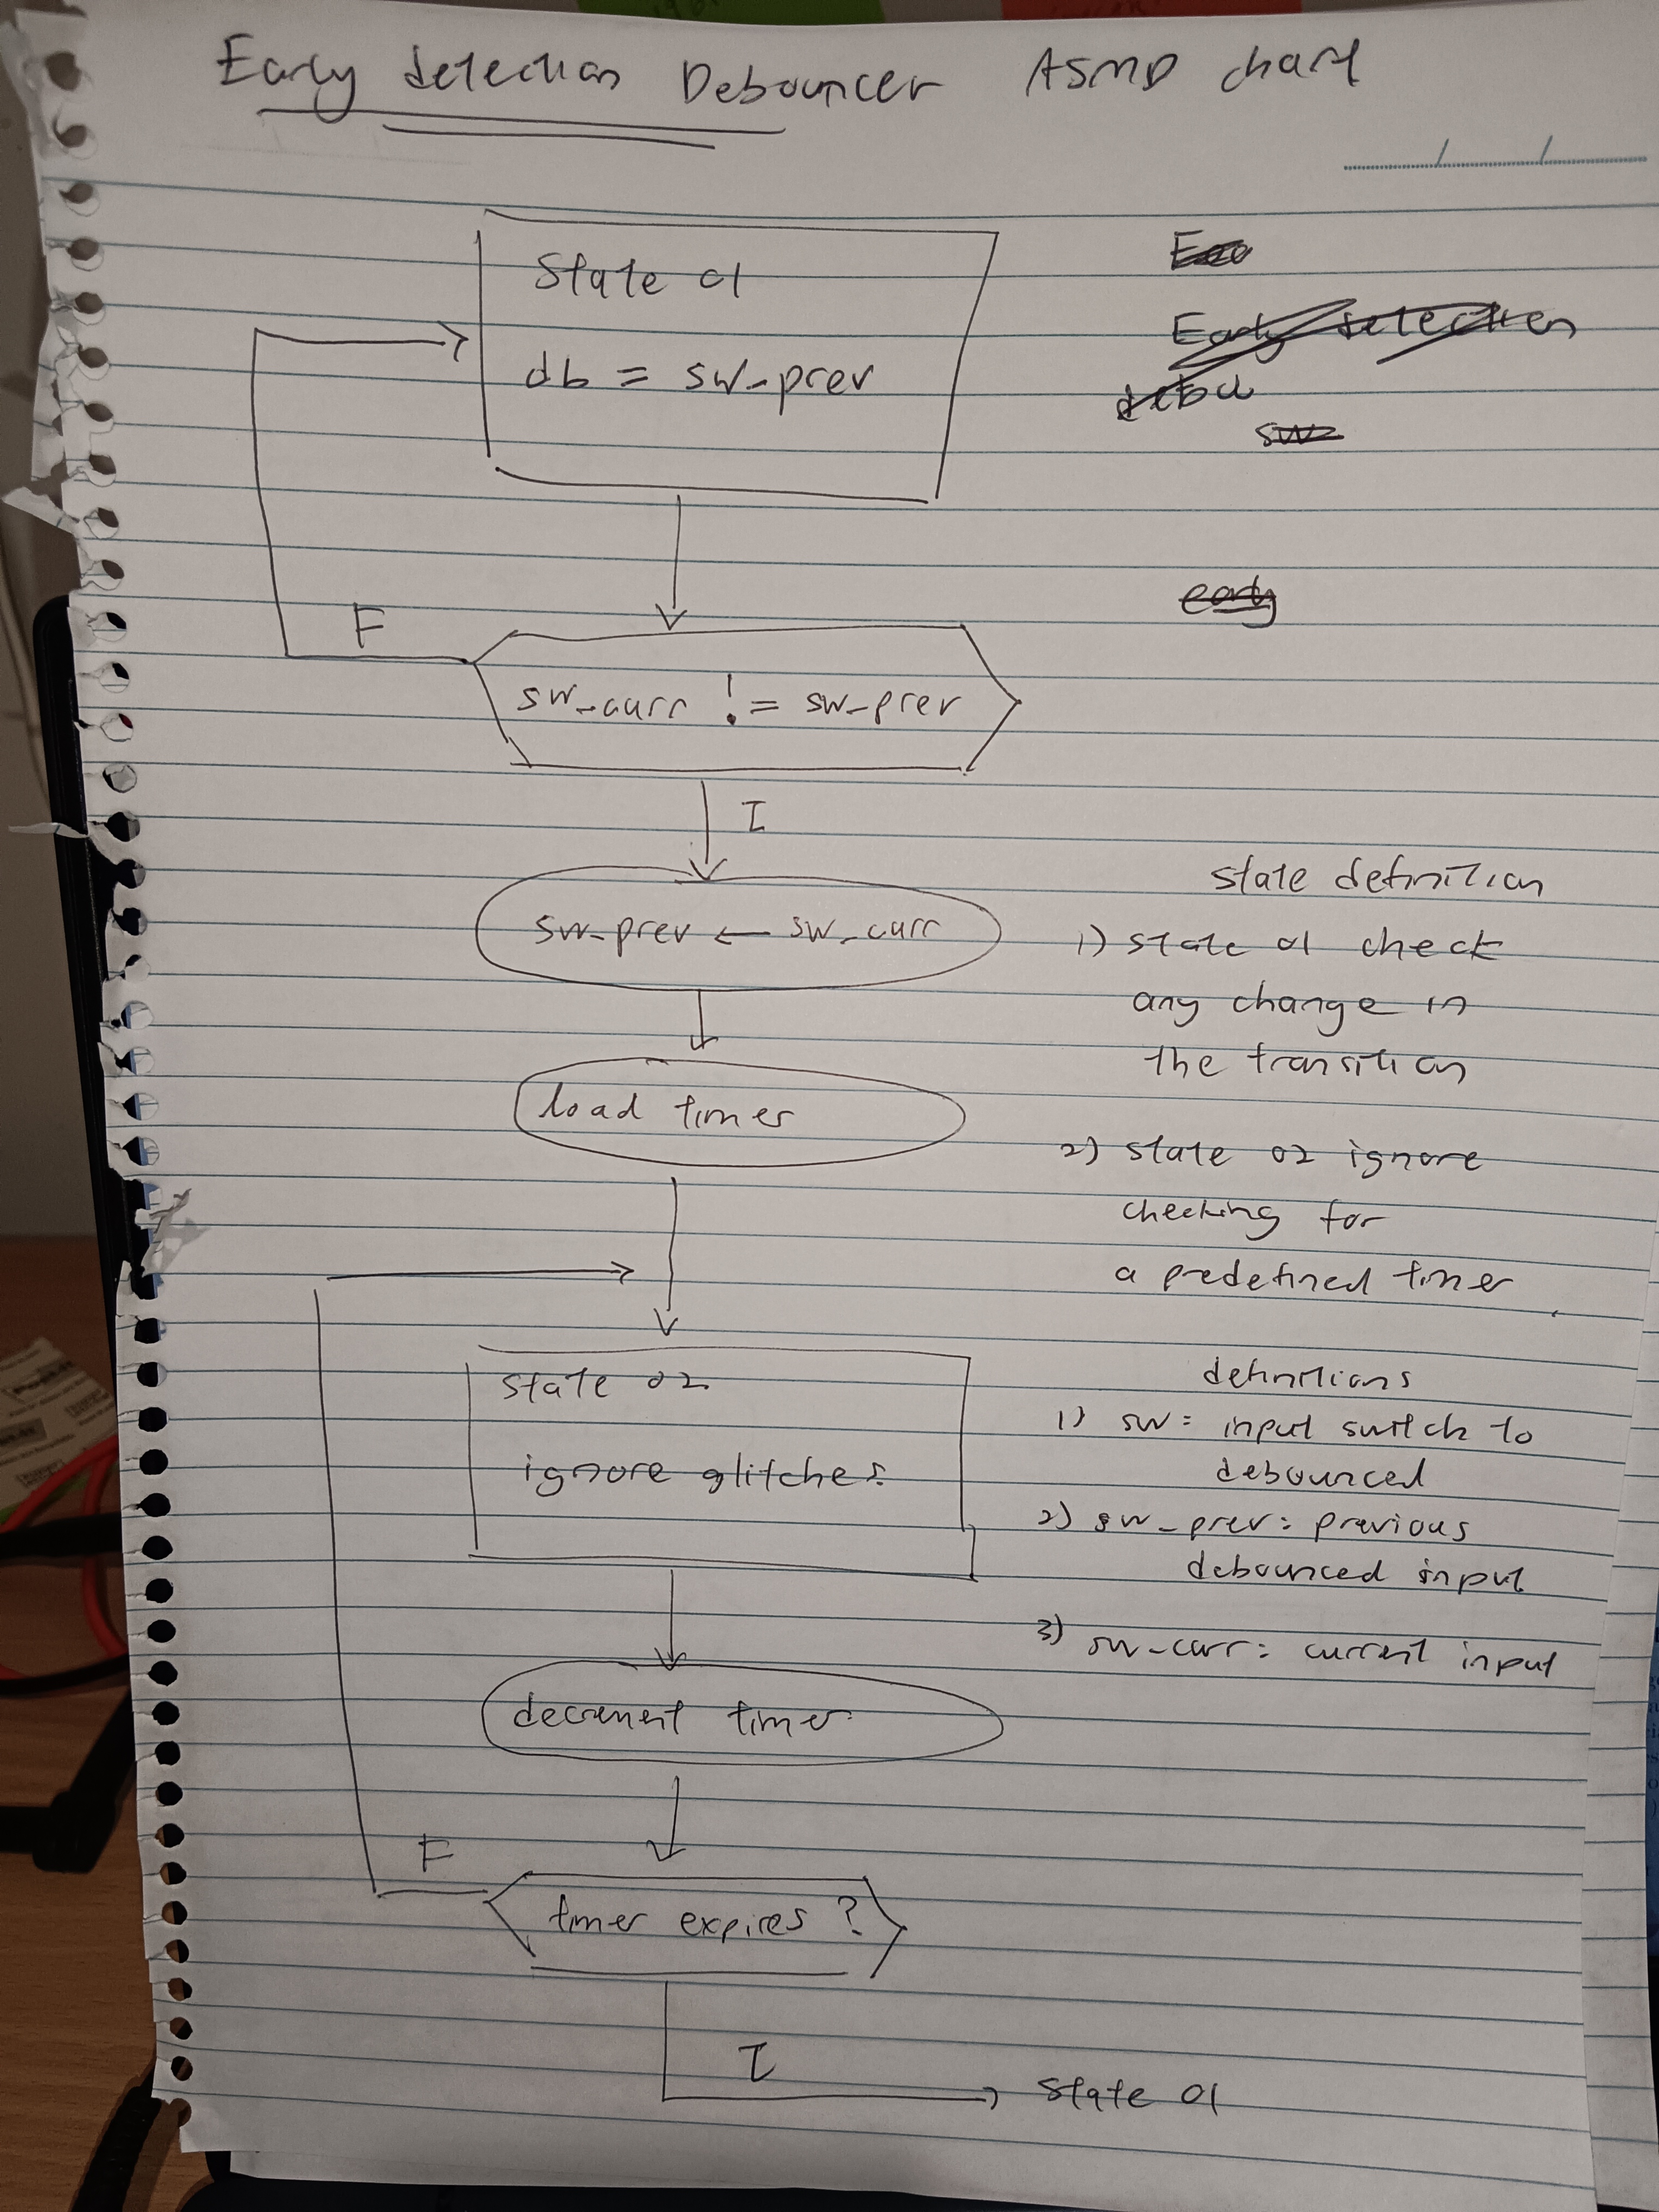 Early detection Debouncer ASMD chart
State 01
db = sw_prev
F
sw_curr != sw_prev
T
sw_prev ← sw_curr
load timer
state 02
ignore glitches
decrement timer
F
timer expires ?
T
state 01
early
state definition
1) state 01 check
any change in
the transition
2) state 02 ignore
checking for
a predefined timer
definitions
1) sw: input switch to
debounced
2) sw_prev: previous
debounced input
3) sw_curr: current input